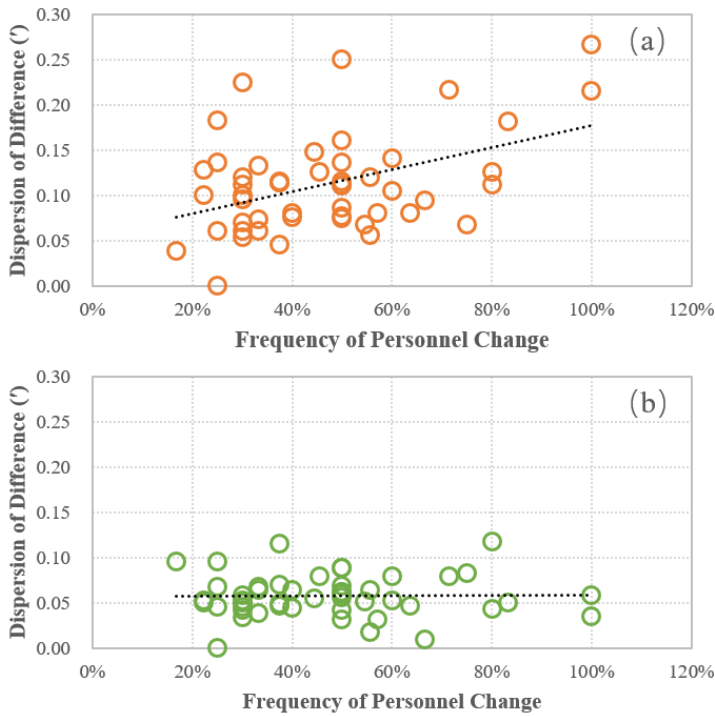 (a)
Dispersion of Difference (′)
0.30
0.25
0.20
0.15
0.10
0.05
0.00
0% 20% 40% 60% 80% 100% 120%
Frequency of Personnel Change
(b)
Dispersion of Difference (′)
0.30
0.25
0.20
0.15
0.10
0.05
0.00
0% 20% 40% 60% 80% 100% 120%
Frequency of Personnel Change